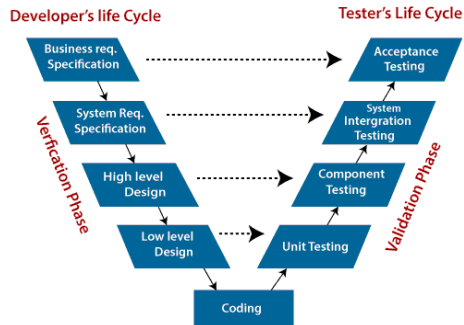 Developer's life Cycle
Tester's Life Cycle
Business req.
Specification
Acceptance
Testing
System Req.
Specification
System
Intergration
Testing
High level
Design
Component
Testing
Low level
Design
Unit Testing
Coding
Verfication Phase
Validation Phase